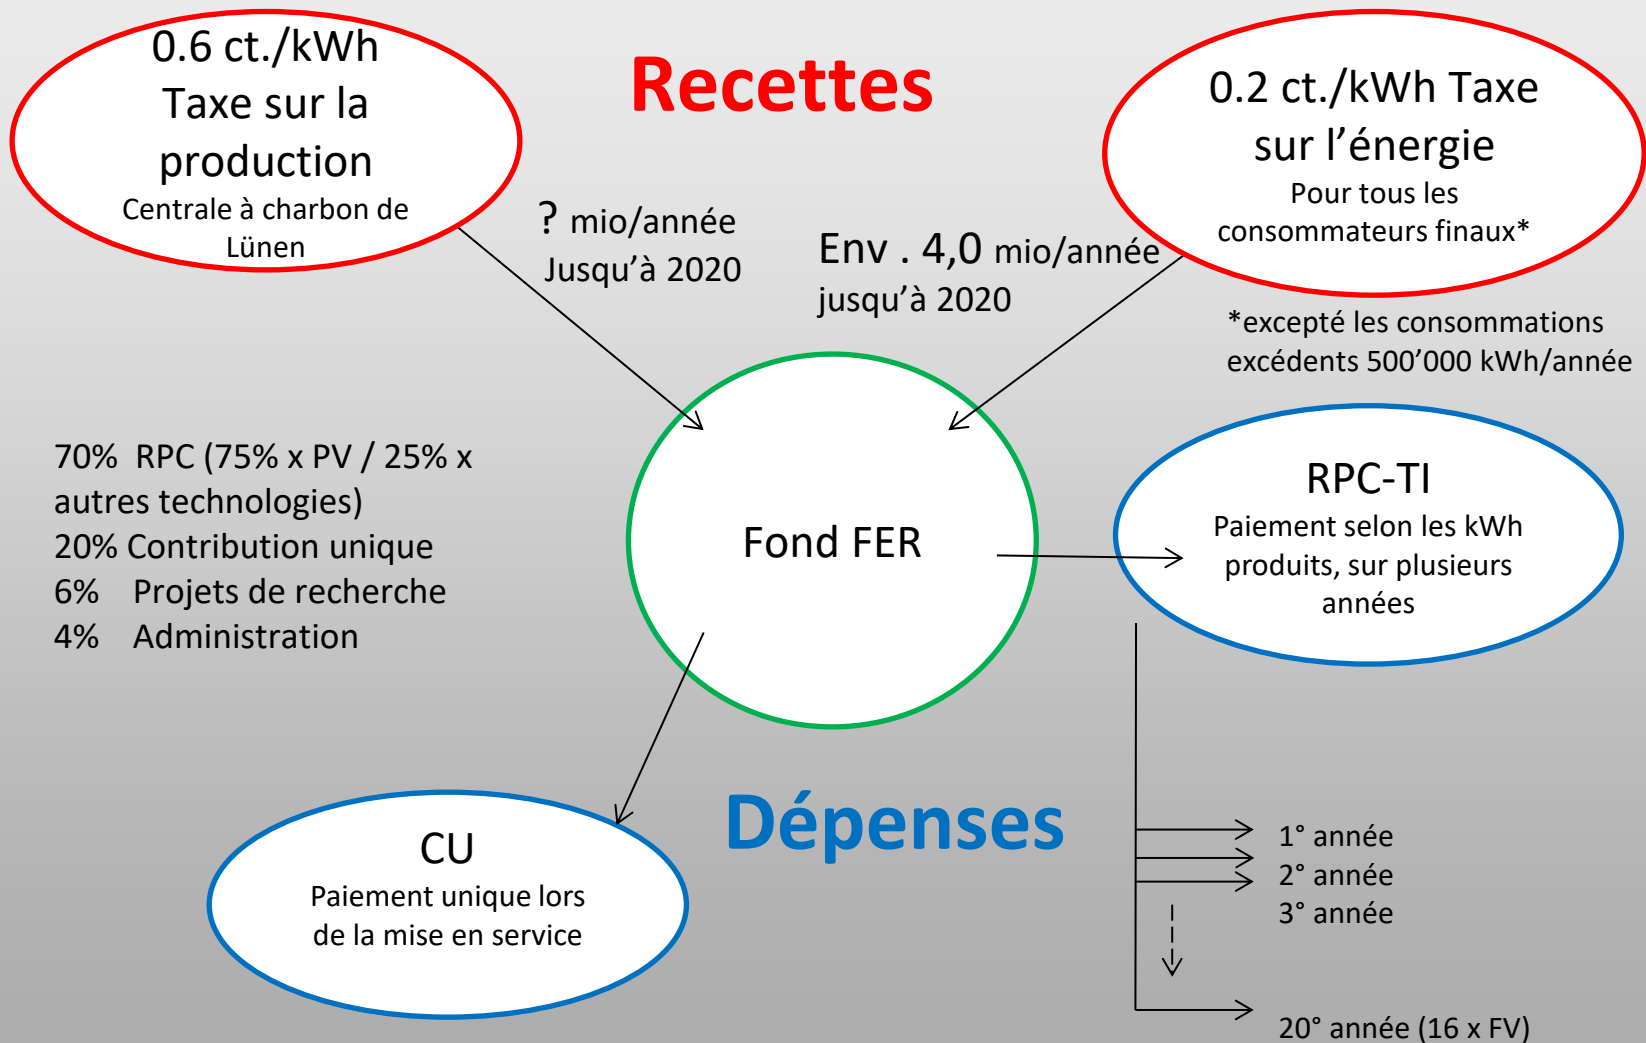 0.6 ct./kWh
Taxe sur la
production
Centrale à charbon de
Lünen
Recettes
0.2 ct./kWh Taxe
sur l’énergie
Pour tous les
consommateurs finaux*
? mio/année
Jusqu’à 2020
Env . 4,0 mio/année
jusqu’à 2020
*excepté les consommations
excédents 500’000 kWh/année
70% RPC (75% x PV / 25% x
autres technologies)
20% Contribution unique
6% Projets de recherche
4% Administration
Fond FER
RPC-TI
Paiement selon les kWh
produits, sur plusieurs
années
Dépenses
CU
Paiement unique lors
de la mise en service
1° année
2° année
3° année
20° année (16 x FV)